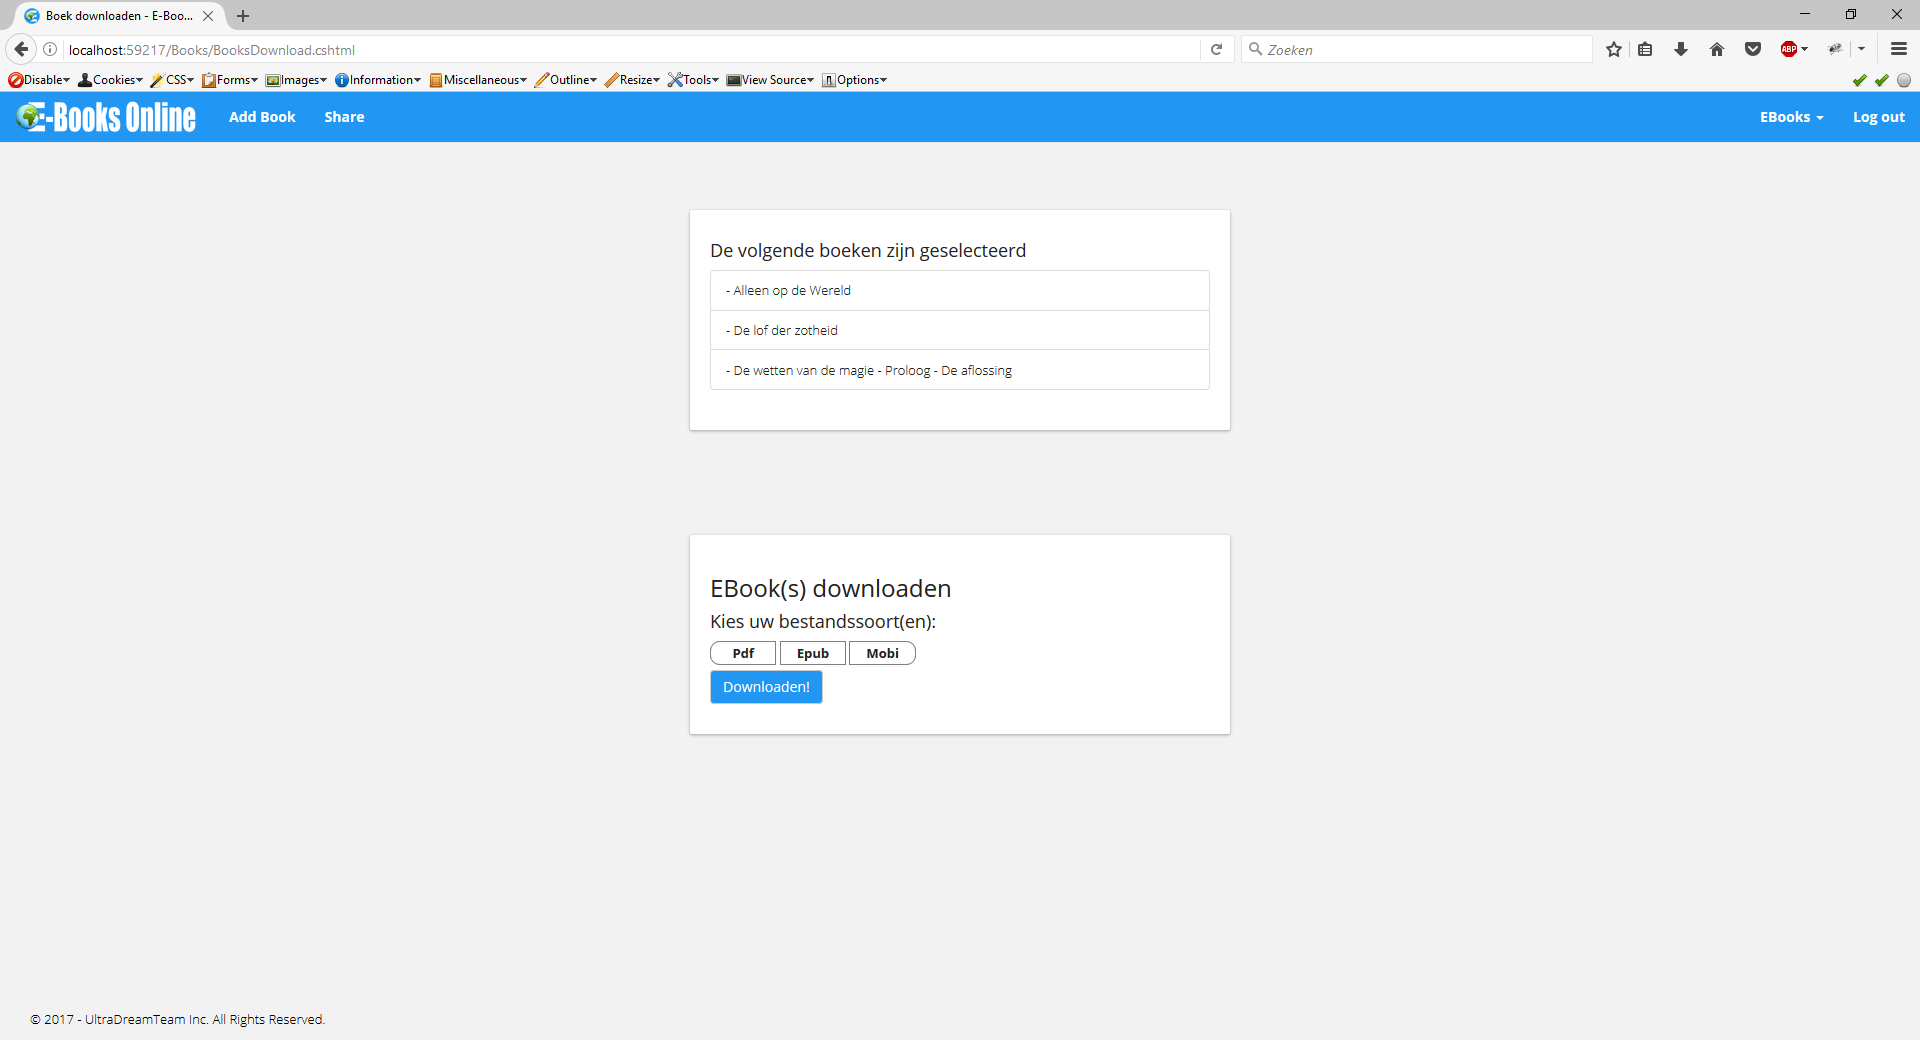 Boek downloaden - E-Boo...
localhost:59217/Books/BooksDownload.cshtml
Zoeken
ABP
Disable Cookies CSS Forms Images Information Miscellaneous Outline Resize Tools View Source Options
E-Books Online Add Book Share EBooks Log out
De volgende boeken zijn geselecteerd
- Alleen op de Wereld
- De lof der zotheid
- De wetten van de magie - Proloog - De aflossing
EBook(s) downloaden
Kies uw bestandssoort(en):
Pdf Epub Mobi
Downloaden!
© 2017 - UltraDreamTeam Inc. All Rights Reserved.